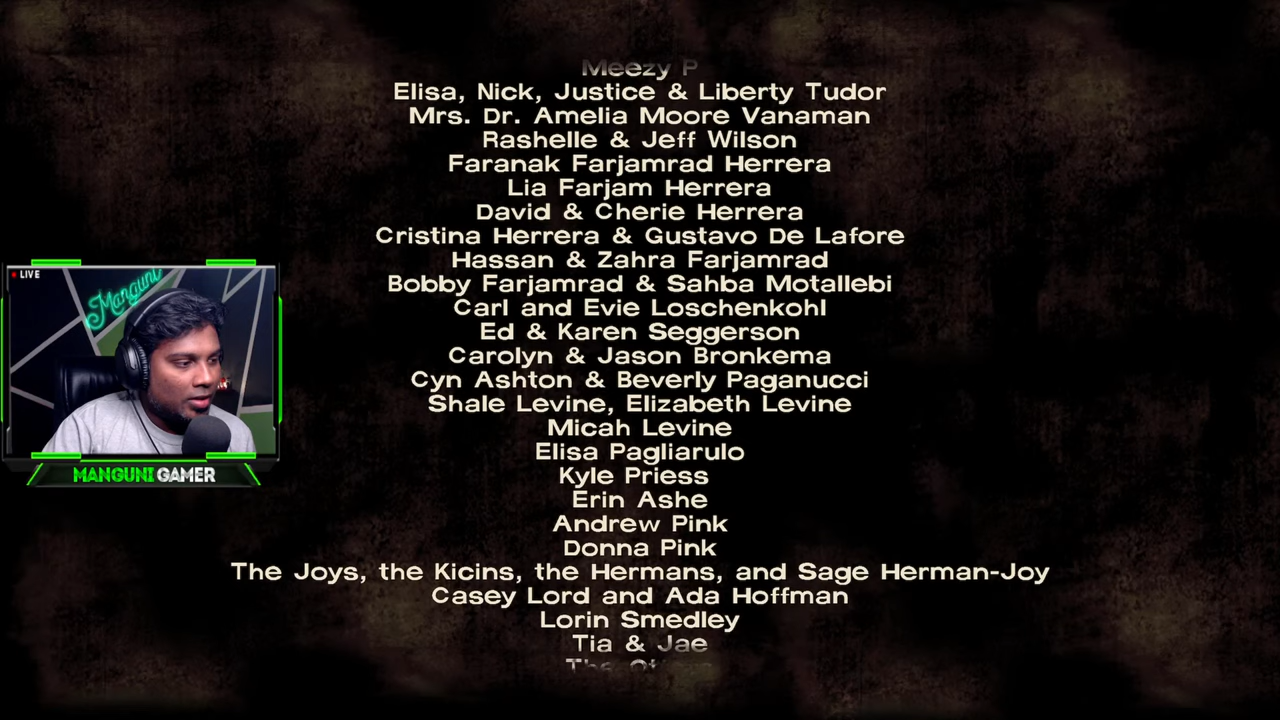 Meezy P
Elisa, Nick, Justice & Liberty Tudor
Mrs. Dr. Amelia Moore Vanaman
Rashelle & Jeff Wilson
Faranak Farjamrad Herrera
Lia Farjam Herrera
David & Cherie Herrera
Cristina Herrera & Gustavo De Lafore
Hassan & Zahra Farjamrad
Bobby Farjamrad & Sahba Motallebi
Carl and Evie Loschenkohl
Ed & Karen Seggerson
Carolyn & Jason Bronkema
Cyn Ashton & Beverly Paganucci
Shale Levine, Elizabeth Levine
Micah Levine
Elisa Pagliarulo
Kyle Priess
Erin Ashe
Andrew Pink
Donna Pink
The Joys, the Kicins, the Hermans, and Sage Herman-Joy
Casey Lord and Ada Hoffman
Lorin Smedley
Tia & Jae
The
LIVE
Manguni
MANGUNI GAMER